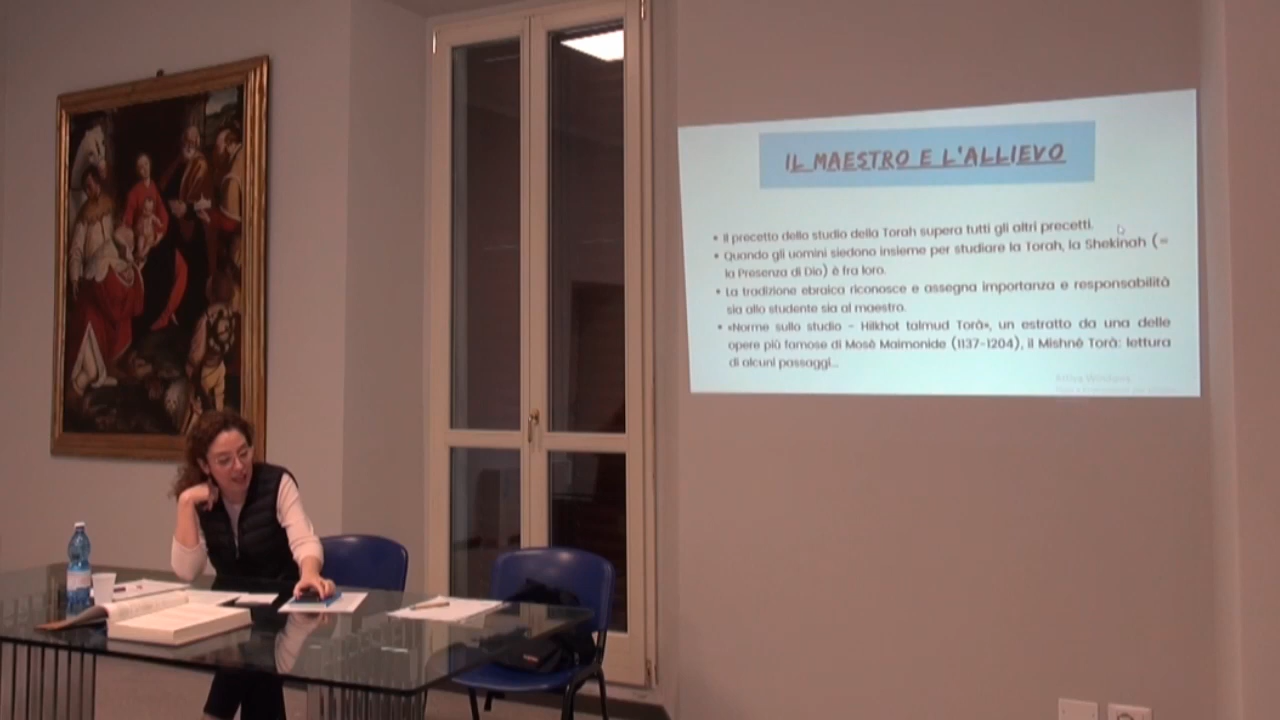 IL MAESTRO E L'ALLIEVO
• Il precetto dello studio della Torah supera tutti gli altri precetti.
• Quando gli uomini siedono insieme per studiare la Torah, la Shekinah (=
la Presenza di Dio) è fra loro.
• La tradizione ebraica riconosce e assegna importanza e responsabilità
sia allo studente sia al maestro.
• «Norme sullo studio - Hilkhot talmud Torà», un estratto da una delle
opere più famose di Mosè Maimonide (1137-1204), il Mishnè Torà: lettura
di alcuni passaggi...